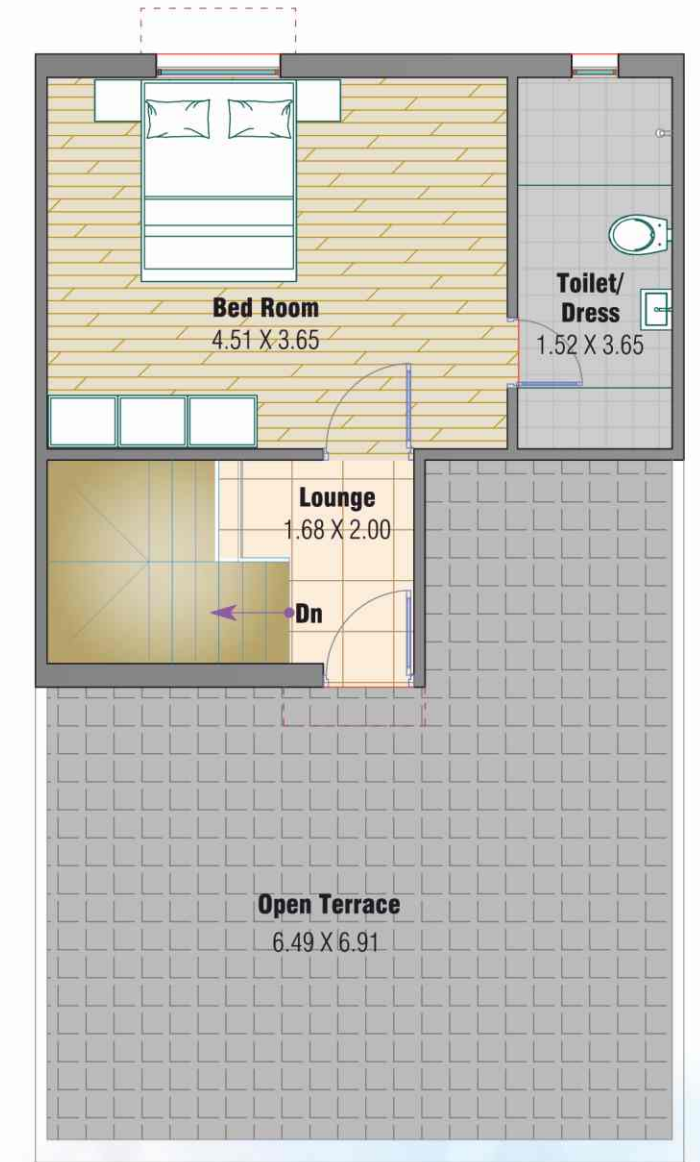 Bed Room
4.51 X 3.65
Toilet/
Dress
1.52 X 3.65
Lounge
1.68 X 2.00
Dn
Open Terrace
6.49 X 6.91